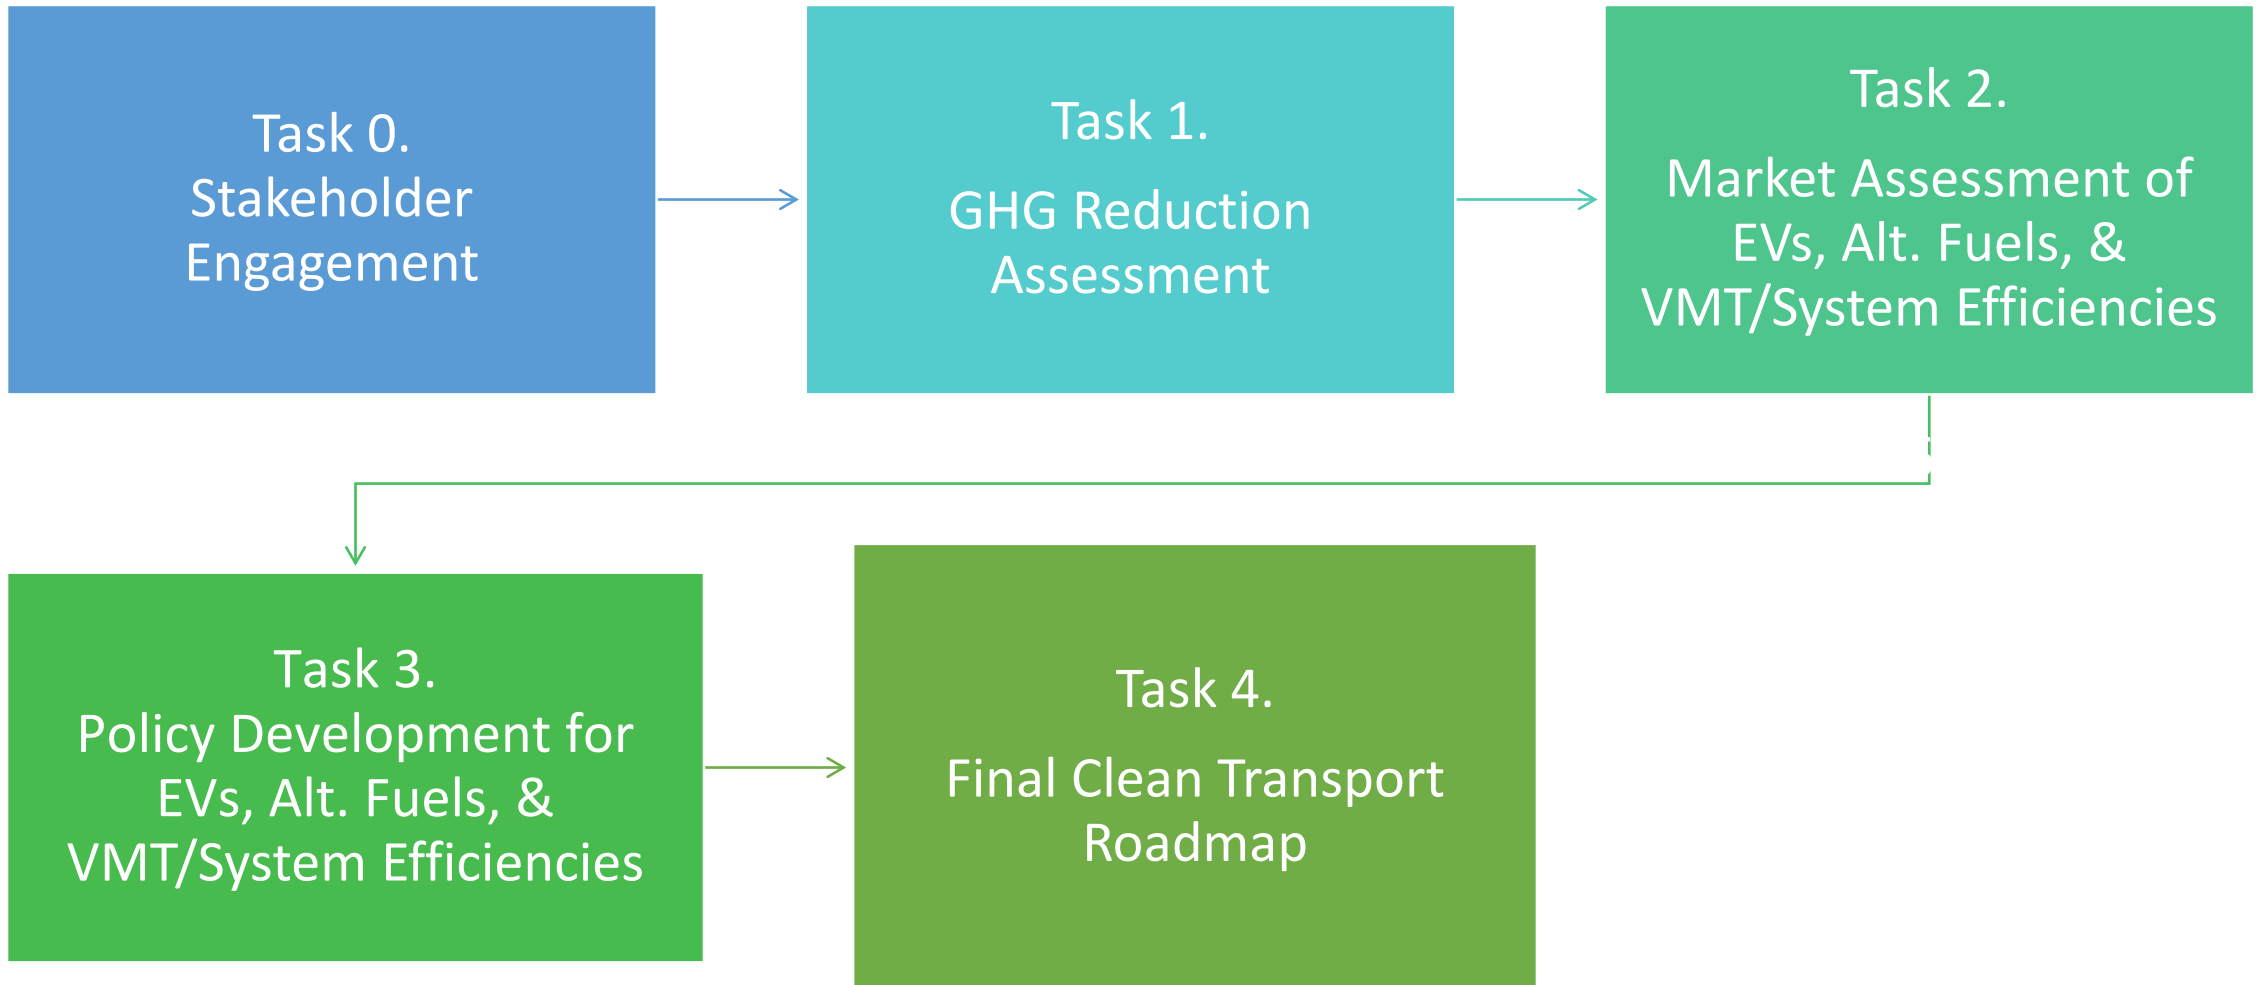 Task 0.
Stakeholder
Engagement
Task 1.
GHG Reduction
Assessment
Task 2.
Market Assessment of
EVs, Alt. Fuels, &
VMT/System Efficiencies
Task 3.
Policy Development for
EVs, Alt. Fuels, &
VMT/System Efficiencies
Task 4.
Final Clean Transport
Roadmap